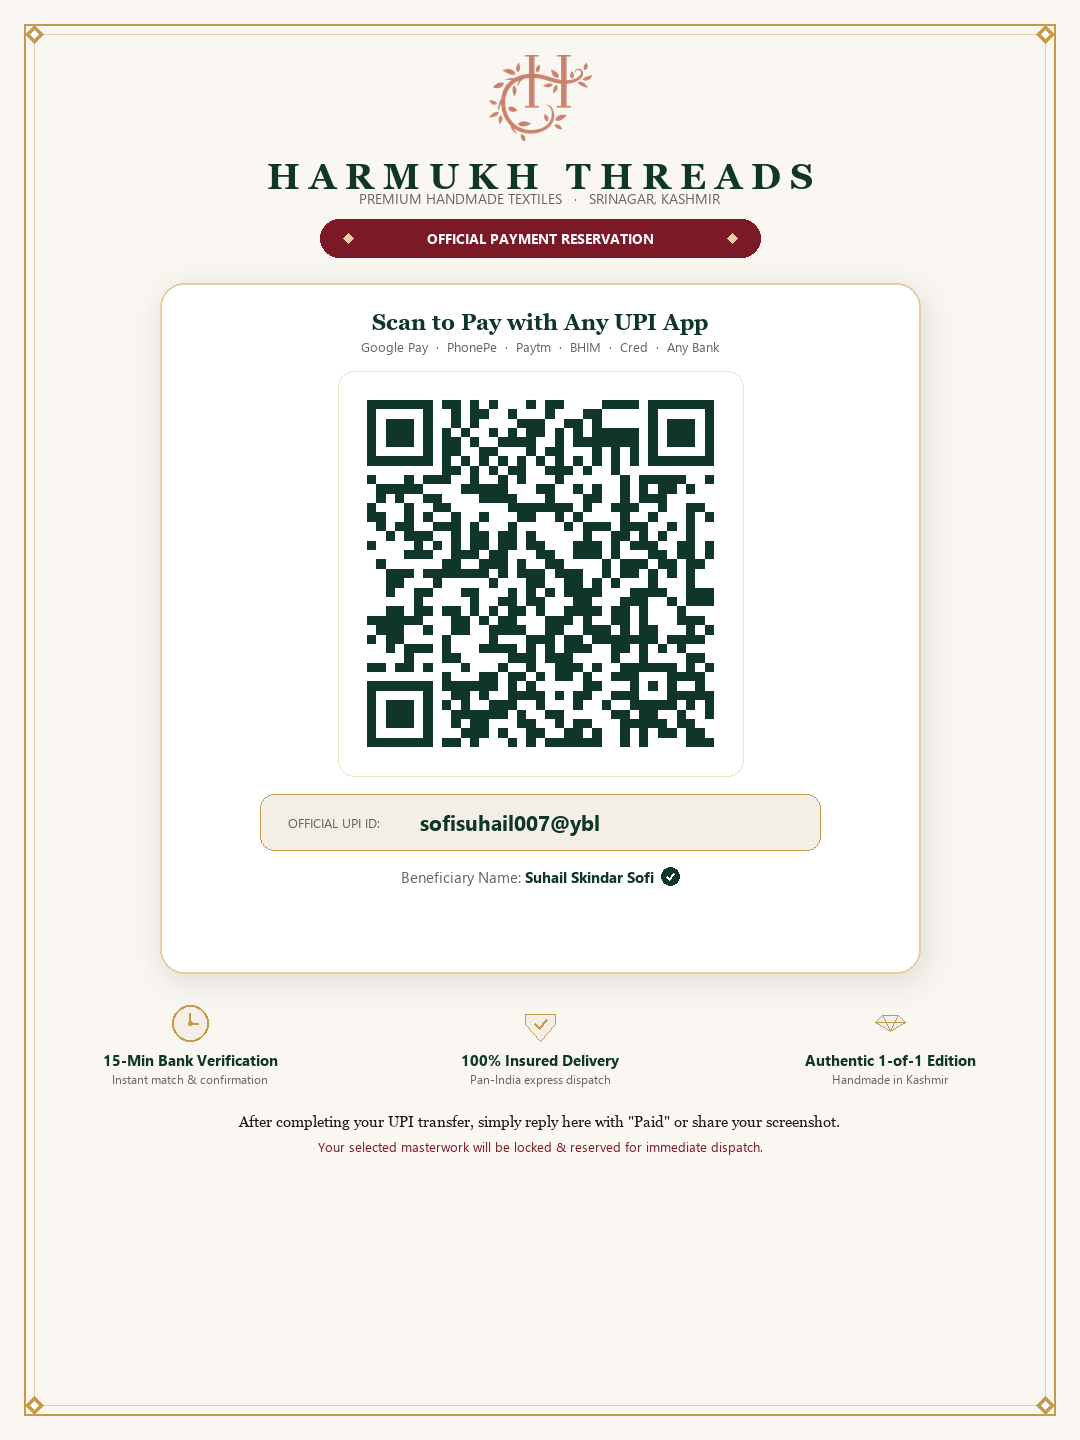 HARMUKH THREADS
PREMIUM HANDMADE TEXTILES · SRINAGAR, KASHMIR
OFFICIAL PAYMENT RESERVATION
Scan to Pay with Any UPI App
Google Pay · PhonePe · Paytm · BHIM · Cred · Any Bank
OFFICIAL UPI ID: sofisuhail007@ybl
Beneficiary Name: Suhail Skindar Sofi
15-Min Bank Verification
Instant match & confirmation
100% Insured Delivery
Pan-India express dispatch
Authentic 1-of-1 Edition
Handmade in Kashmir
After completing your UPI transfer, simply reply here with "Paid" or share your screenshot.
Your selected masterwork will be locked & reserved for immediate dispatch.